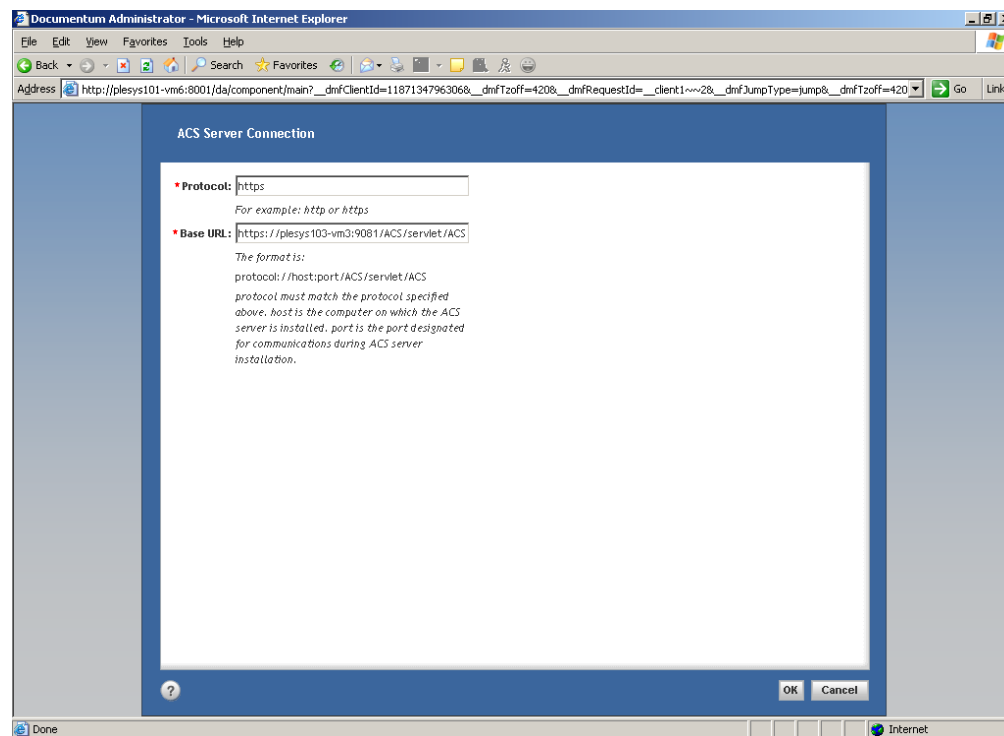 Documentum Administrator - Microsoft Internet Explorer
File Edit View Favorites Tools Help
Back Search Favorites
Address http://plesys101-vm6:8001/da/component/main?__dmfClientId=1187134796306&__dmfTzoff=420&__dmfRequestId=__client1~~2&__dmfJumpType=jump&__dmfTzoff=420 Go Link
ACS Server Connection
* Protocol: https
For example: http or https
* Base URL: https://plesys103-vm3:9081/ACS/servlet/ACS
The format is:
protocol://host:port/ACS/servlet/ACS
protocol must match the protocol specified
above. host is the computer on which the ACS
server is installed. port is the port designated
for communications during ACS server
installation.
? OK Cancel
Done Internet